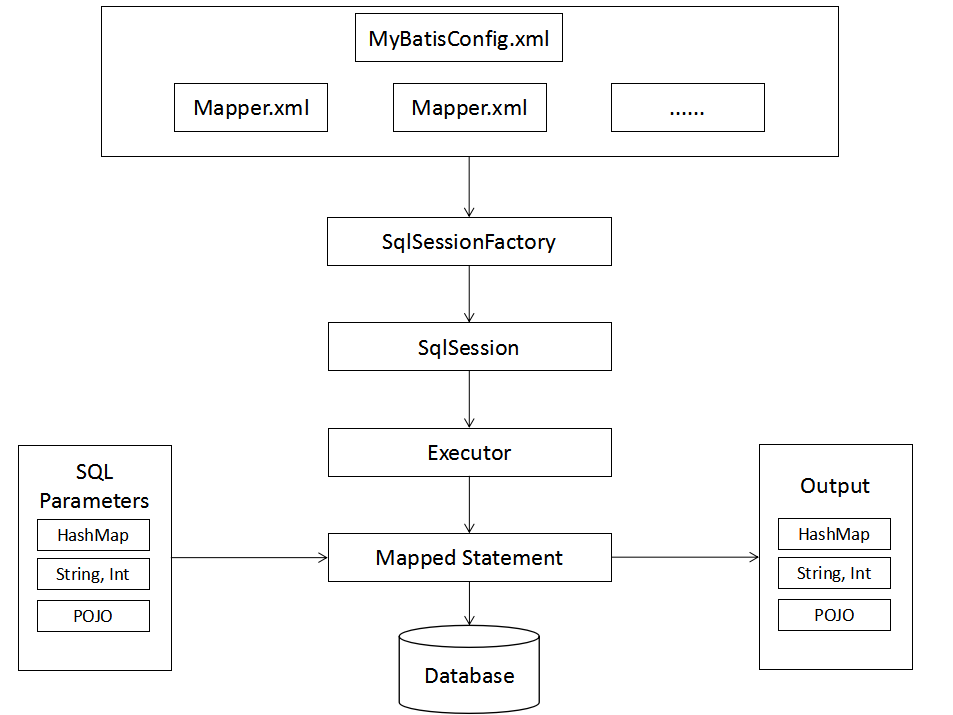 MyBatisConfig.xml
Mapper.xml
Mapper.xml
......
SqlSessionFactory
SqlSession
Executor
SQL
Parameters
HashMap
String, Int
POJO
Mapped Statement
Output
HashMap
String, Int
POJO
Database